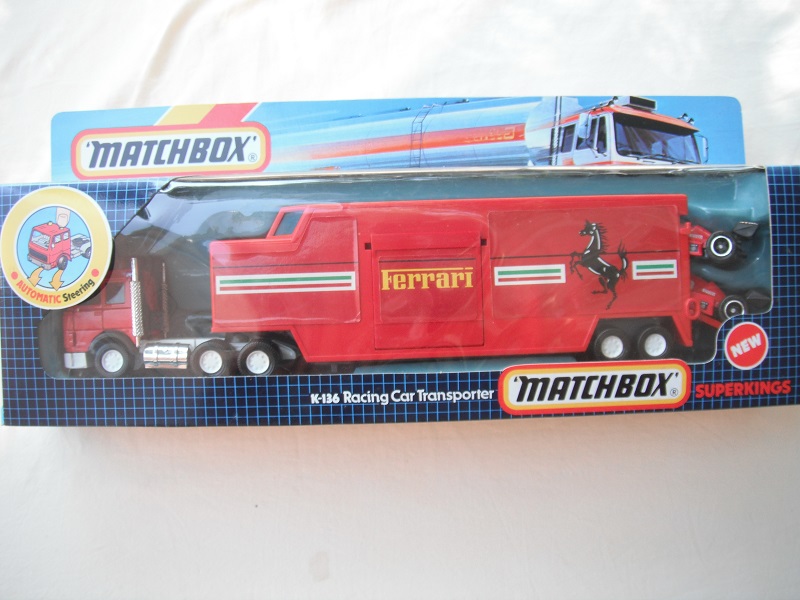 'MATCHBOX'®
AUTOMATIC Steering
Ferrari
NEW
K-136 Racing Car Transporter
'MATCHBOX'®
SUPERKINGS